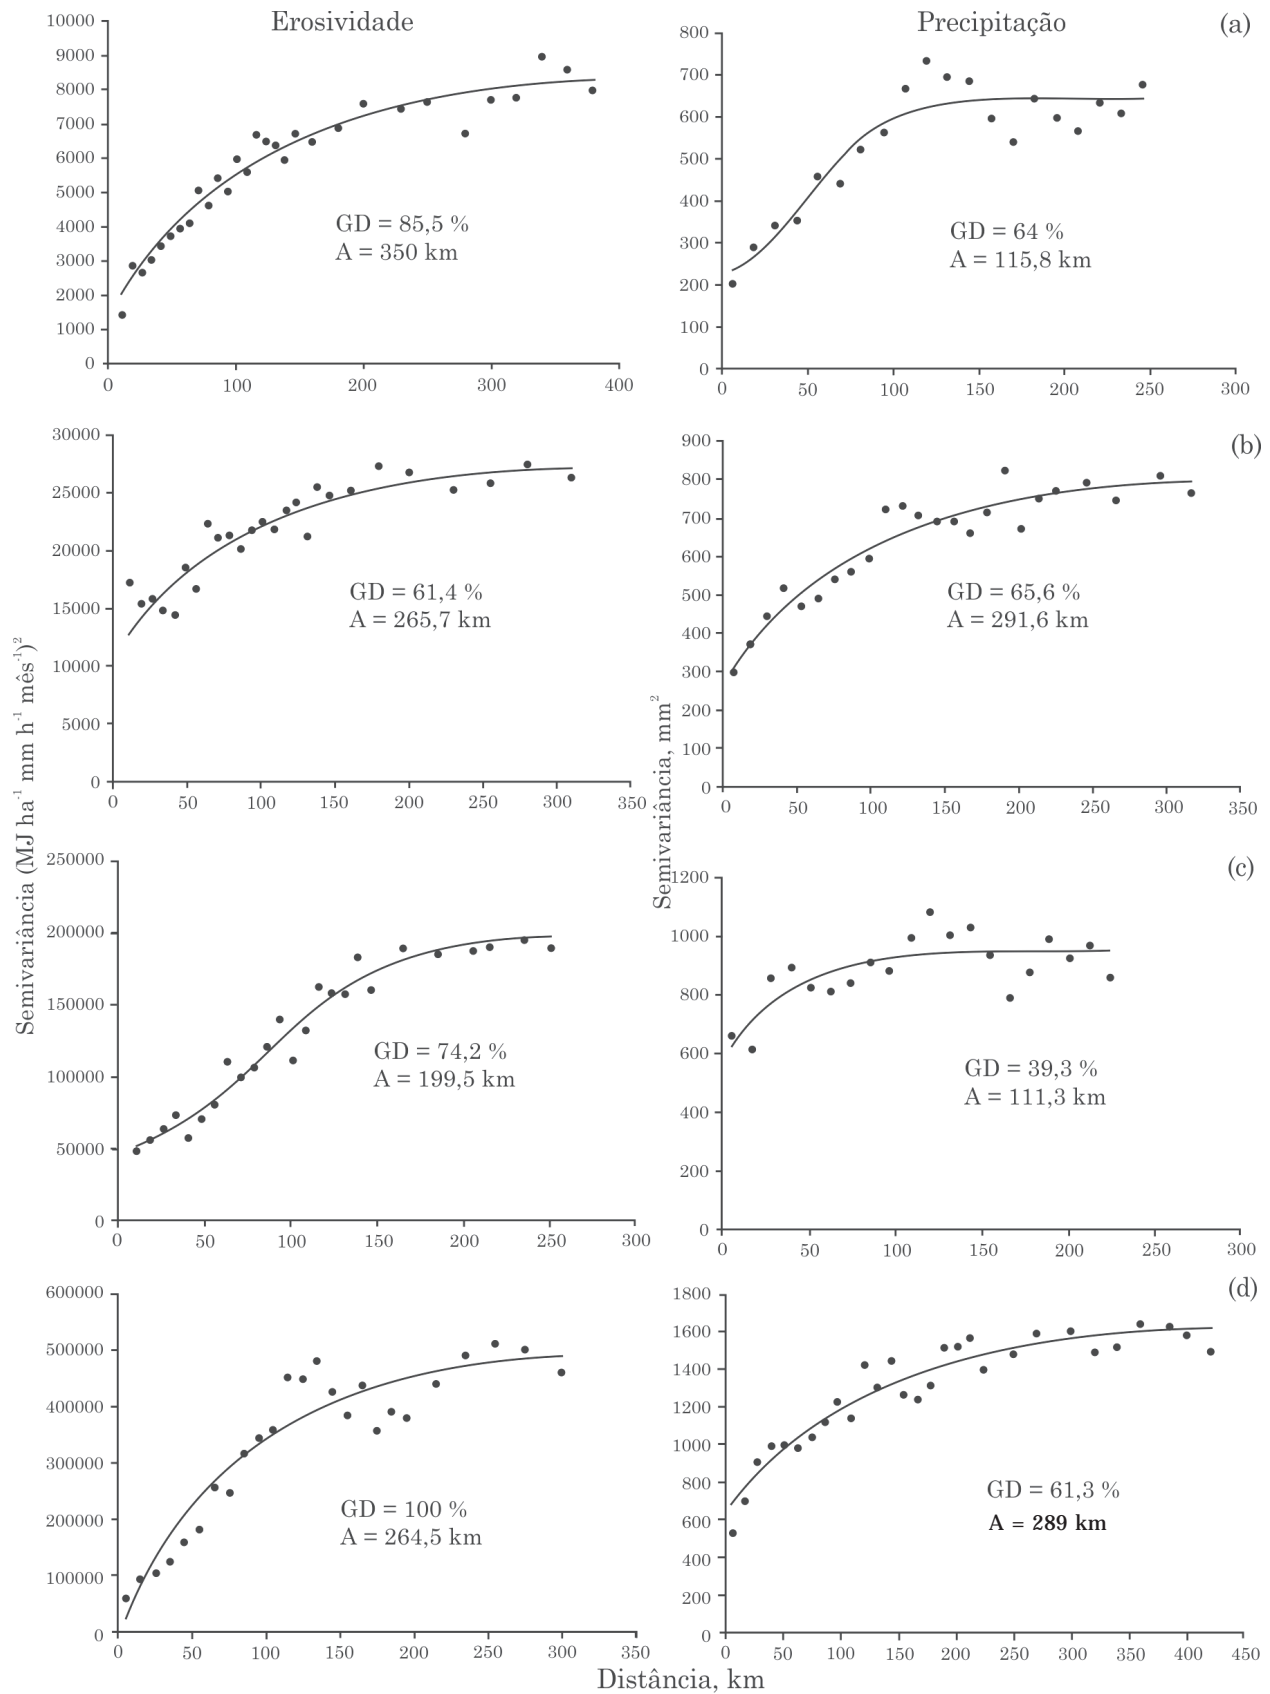 Erosividade
Precipitação
(a)
10000
9000
8000
7000
6000
5000
4000
3000
2000
1000
0
0 100 200 300 400
GD = 85,5 %
A = 350 km
800
700
600
500
400
300
200
100
0
0 50 100 150 200 250 300
GD = 64 %
A = 115,8 km
(b)
30000
25000
20000
15000
10000
5000
0
0 50 100 150 200 250 300 350
GD = 61,4 %
A = 265,7 km
900
800
700
600
500
400
300
200
100
0
0 50 100 150 200 250 300 350
GD = 65,6 %
A = 291,6 km
Semivariância (MJ ha⁻¹ mm h⁻¹ mês⁻¹)²
Semivariância, mm²
(c)
250000
200000
150000
100000
50000
0
0 50 100 150 200 250 300
GD = 74,2 %
A = 199,5 km
1200
1000
800
600
400
200
0
0 50 100 150 200 250 300
GD = 39,3 %
A = 111,3 km
(d)
600000
500000
400000
300000
200000
100000
0
0 50 100 150 200 250 300 350
GD = 100 %
A = 264,5 km
1800
1600
1400
1200
1000
800
600
400
200
0
0 50 100 150 200 250 300 350 400 450
GD = 61,3 %
A = 289 km
Distância, km